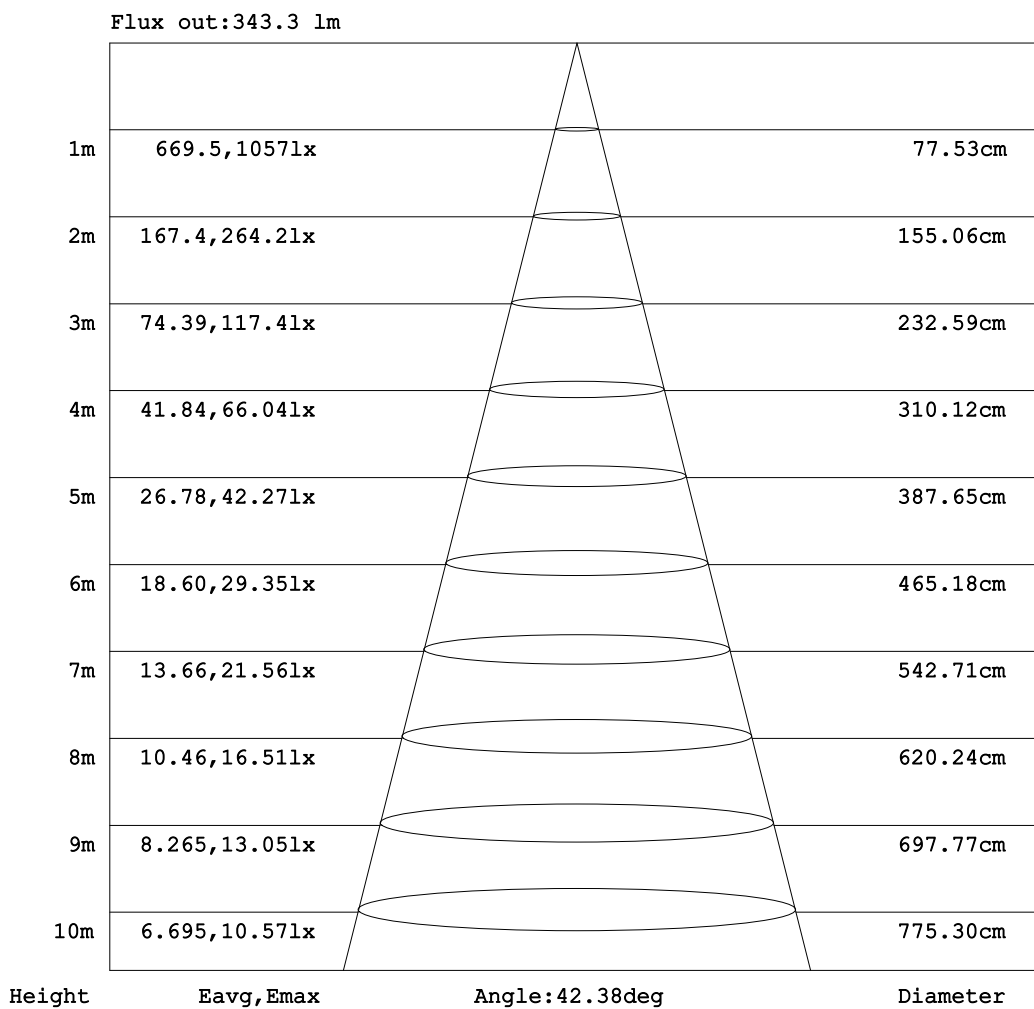 Flux out:343.3 lm
1m 669.5,1057lx 77.53cm
2m 167.4,264.2lx 155.06cm
3m 74.39,117.4lx 232.59cm
4m 41.84,66.04lx 310.12cm
5m 26.78,42.27lx 387.65cm
6m 18.60,29.35lx 465.18cm
7m 13.66,21.56lx 542.71cm
8m 10.46,16.51lx 620.24cm
9m 8.265,13.05lx 697.77cm
10m 6.695,10.57lx 775.30cm
Height Eavg,Emax Angle:42.38deg Diameter